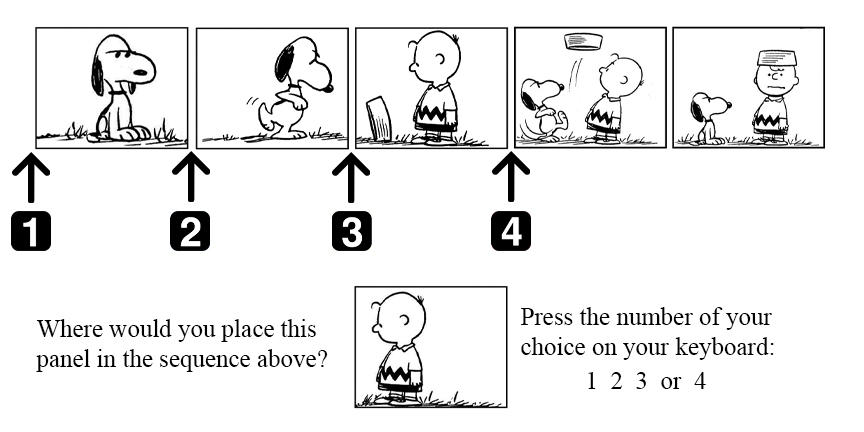 1 2 3 4
Where would you place this
panel in the sequence above?
Press the number of your
choice on your keyboard:
1 2 3 or 4